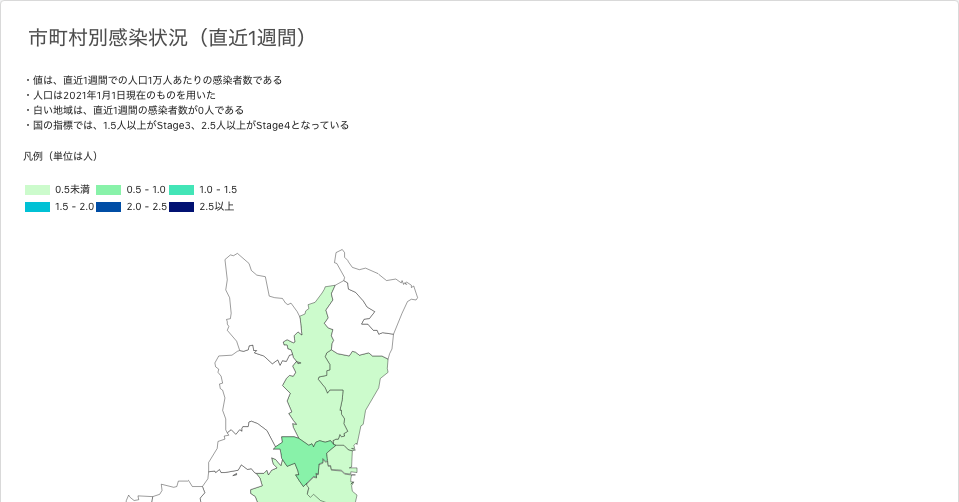 市町村別感染状況（直近1週間）
・値は、直近1週間での人口1万人あたりの感染者数である
・人口は2021年1月1日現在のものを用いた
・白い地域は、直近1週間の感染者数が0人である
・国の指標では、1.5人以上がStage3、2.5人以上がStage4となっている
凡例（単位は人）
0.5未満 0.5 - 1.0 1.0 - 1.5
1.5 - 2.0 2.0 - 2.5 2.5以上